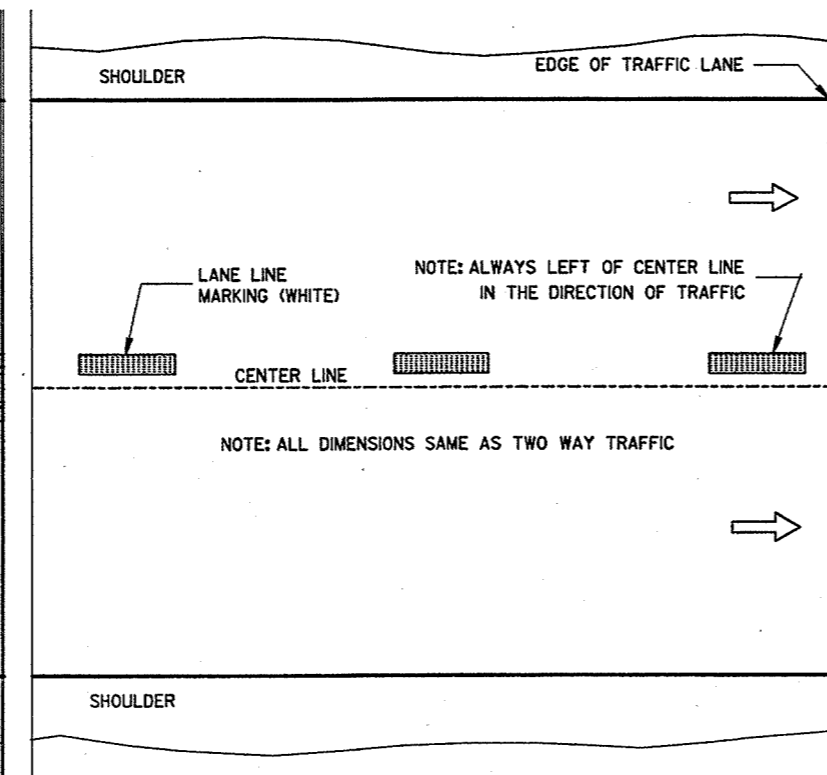 SHOULDER
EDGE OF TRAFFIC LANE
LANE LINE
MARKING (WHITE)
NOTE: ALWAYS LEFT OF CENTER LINE
IN THE DIRECTION OF TRAFFIC
CENTER LINE
NOTE: ALL DIMENSIONS SAME AS TWO WAY TRAFFIC
SHOULDER